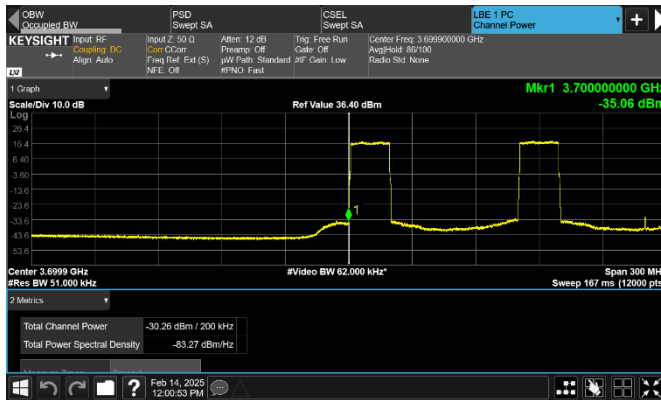 OBW
Occupied BW
PSD
Swept SA
CSEL
Swept SA
LBE 1 PC
Channel Power
KEYSIGHT
Input: RF
Coupling: DC
Align: Auto
Input Z: 50 Ω
Corr CCorr
Freq Ref: Ext (S)
NFE: Off
Atten: 12 dB
Preamp: Off
µW Path: Standard
#PNO: Fast
Trig: Free Run
Gate: Off
#IF Gain: Low
Center Freq: 3.699900000 GHz
Avg|Hold: 86/100
Radio Std: None
1 Graph
Scale/Div 10.0 dB
Ref Value 36.40 dBm
Mkr1 3.700000000 GHz
-35.06 dBm
Log
26.4
16.4
6.40
-3.60
-13.6
-23.6
-33.6
-43.6
-53.6
1
Center 3.6999 GHz
#Video BW 62.000 kHz*
Span 300 MH
#Res BW 51.000 kHz
Sweep 167 ms (12000 pts
2 Metrics
Total Channel Power -30.26 dBm / 200 kHz
Total Power Spectral Density -83.27 dBm/Hz
Feb 14, 2025
12:00:53 PM